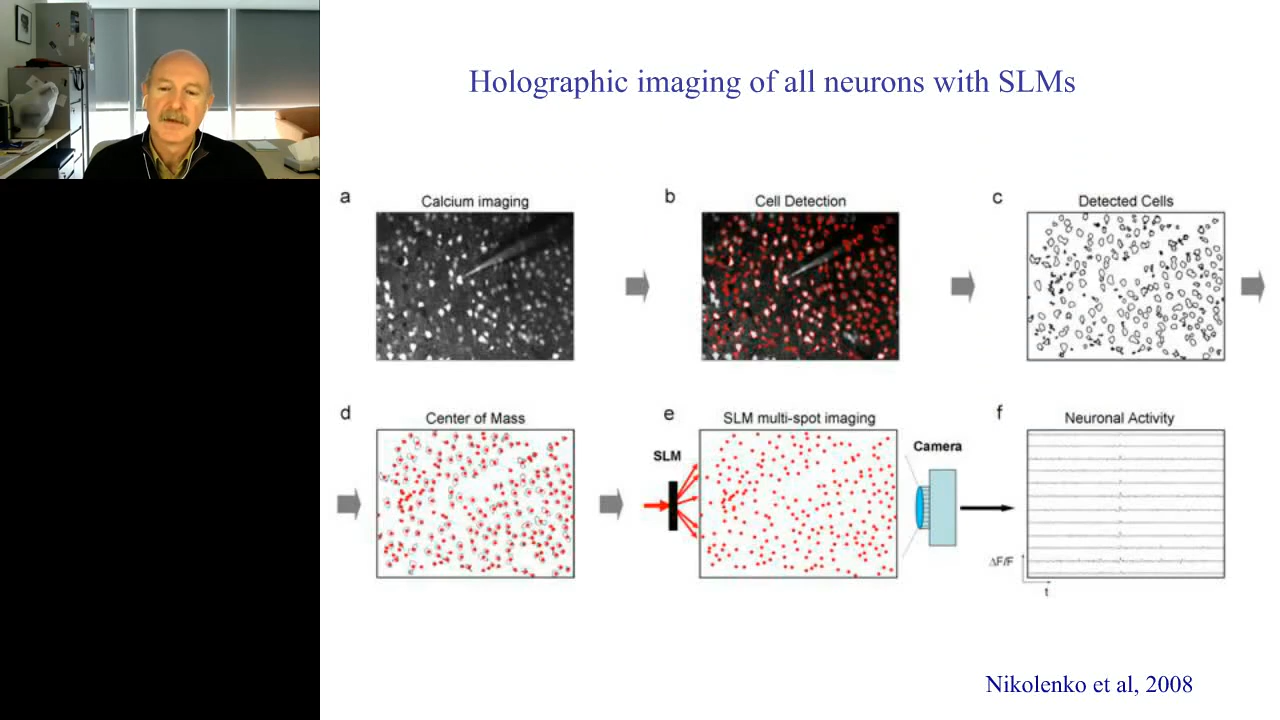 Holographic imaging of all neurons with SLMs
a Calcium imaging
b Cell Detection
c Detected Cells
d Center of Mass
e SLM multi-spot imaging
f Neuronal Activity
SLM
Camera
ΔF/F
t
Nikolenko et al, 2008